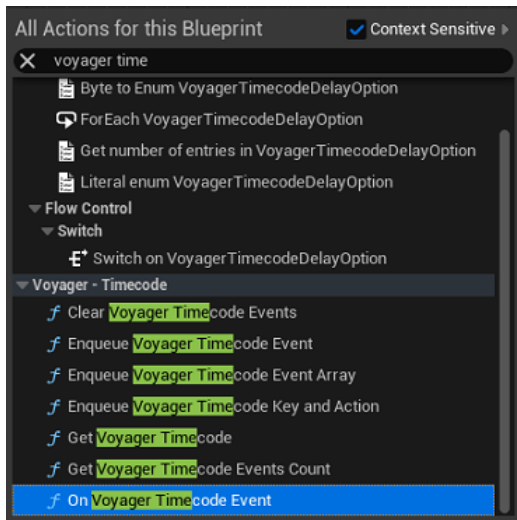 All Actions for this Blueprint Context Sensitive
voyager time
Byte to Enum VoyagerTimecodeDelayOption
ForEach VoyagerTimecodeDelayOption
Get number of entries in VoyagerTimecodeDelayOption
Literal enum VoyagerTimecodeDelayOption
Flow Control
Switch
Switch on VoyagerTimecodeDelayOption
Voyager - Timecode
f Clear Voyager Timecode Events
f Enqueue Voyager Timecode Event
f Enqueue Voyager Timecode Event Array
f Enqueue Voyager Timecode Key and Action
f Get Voyager Timecode
f Get Voyager Timecode Events Count
f On Voyager Timecode Event